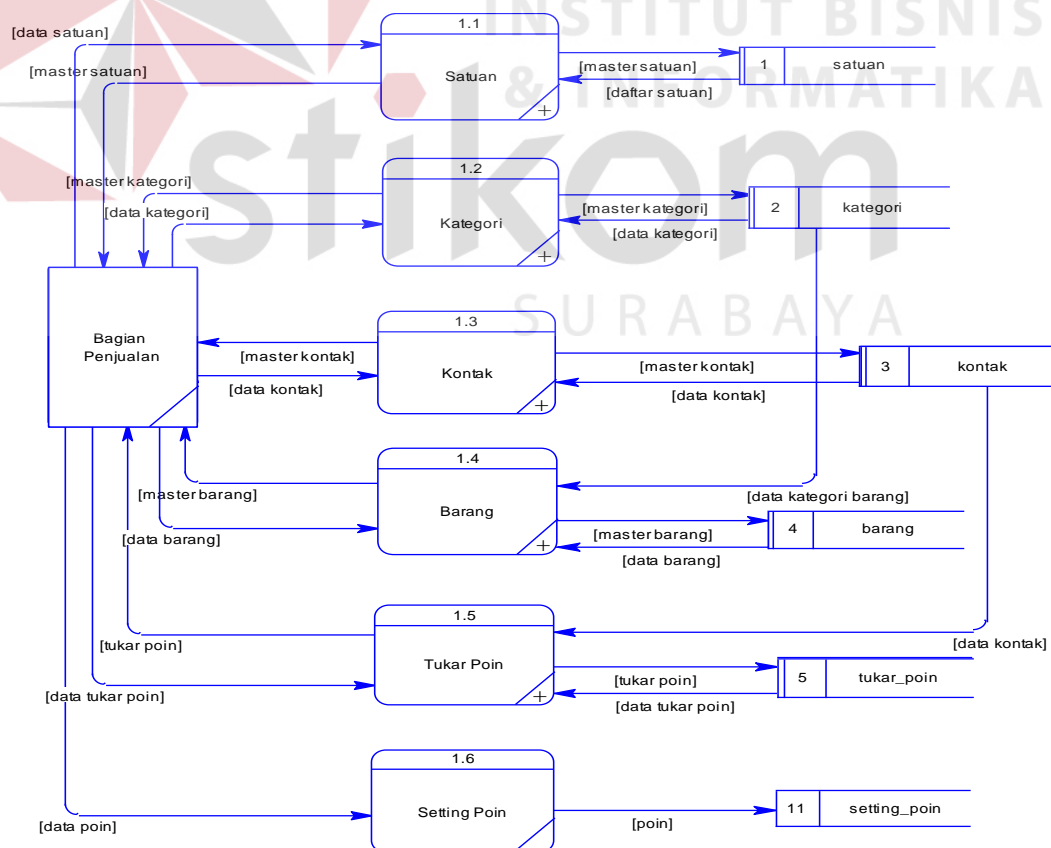 INSTITUT BISNIS
& INFORMATIKA
stikom
SURABAYA
[data satuan]
[master satuan]
1.1
Satuan
+
[master satuan]
[daftar satuan]
1
satuan
[master kategori]
[data kategori]
1.2
Kategori
+
[master kategori]
[data kategori]
2
kategori
Bagian
Penjualan
[master kontak]
[data kontak]
1.3
Kontak
+
[master kontak]
[data kontak]
3
kontak
[master barang]
[data barang]
1.4
Barang
+
[data kategori barang]
[master barang]
[data barang]
4
barang
[tukar poin]
[data tukar poin]
1.5
Tukar Poin
+
[data kontak]
[tukar poin]
[data tukar poin]
5
tukar_poin
[data poin]
1.6
Setting Poin
[poin]
11
setting_poin